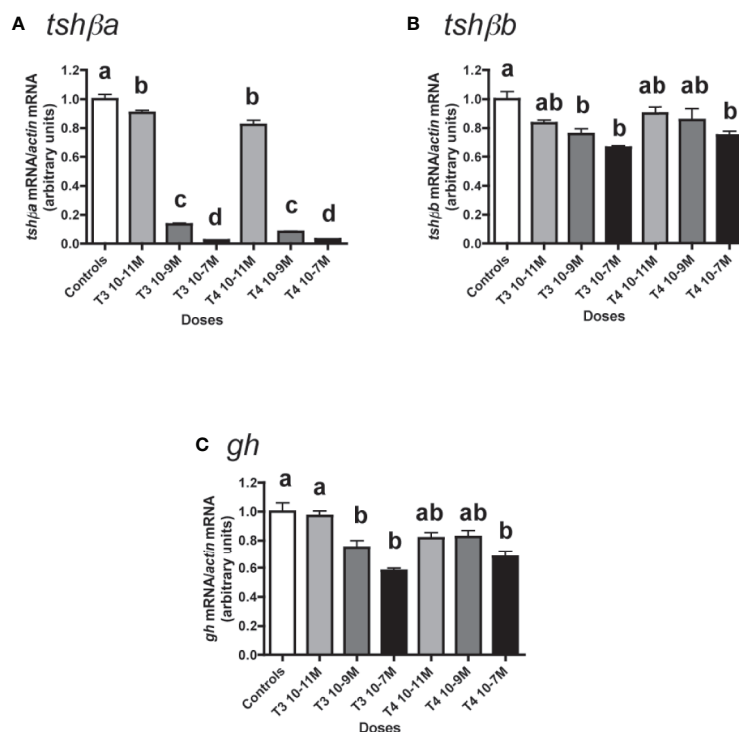 A tshβa
a
b
b
c
c
d
d
1.2
1.0
0.8
0.6
0.4
0.2
0.0
tshβa mRNA/actin mRNA
(arbitrary units)
Controls
T3 10-11M
T3 10-9M
T3 10-7M
T4 10-11M
T4 10-9M
T4 10-7M
Doses
B tshβb
a
ab
b
b
ab
ab
b
1.2
1.0
0.8
0.6
0.4
0.2
0.0
tshβb mRNA/actin mRNA
(arbitrary units)
Controls
T3 10-11M
T3 10-9M
T3 10-7M
T4 10-11M
T4 10-9M
T4 10-7M
Doses
C gh
a
a
b
b
ab
ab
b
1.2
1.0
0.8
0.6
0.4
0.2
0.0
gh mRNA/actin mRNA
(arbitrary units)
Controls
T3 10-11M
T3 10-9M
T3 10-7M
T4 10-11M
T4 10-9M
T4 10-7M
Doses